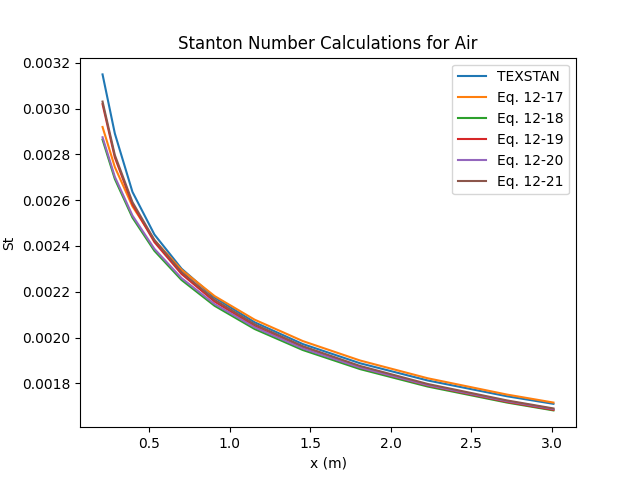 Stanton Number Calculations for Air
0.0032
0.0030
0.0028
0.0026
0.0024
0.0022
0.0020
0.0018
St
TEXSTAN
Eq. 12-17
Eq. 12-18
Eq. 12-19
Eq. 12-20
Eq. 12-21
0.5 1.0 1.5 2.0 2.5 3.0
x (m)